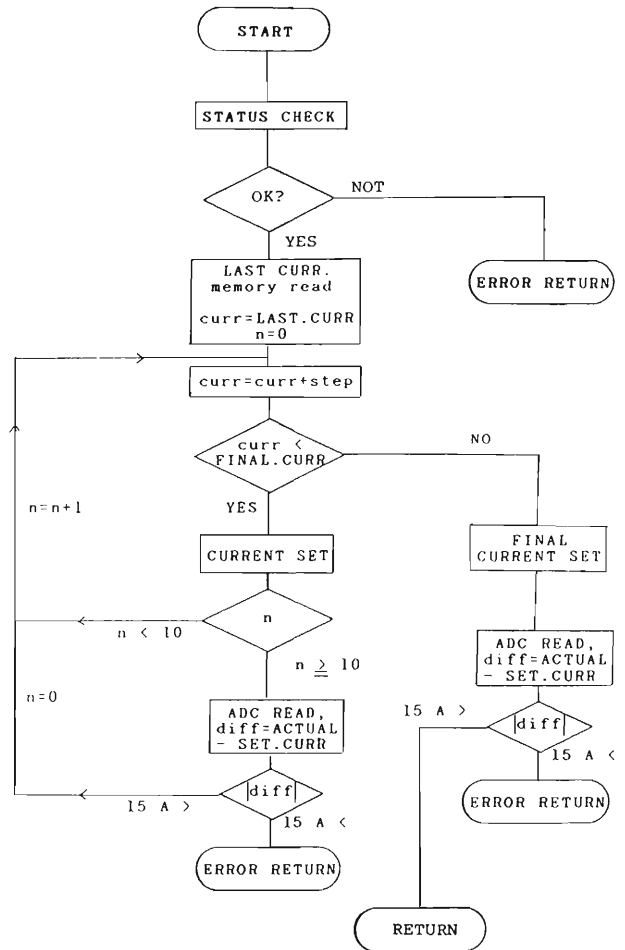 START
STATUS CHECK
OK?
NOT
YES
ERROR RETURN
LAST CURR.
memory read
curr=LAST.CURR
n=0
curr=curr+step
curr <
FINAL.CURR
NO
YES
n=n+1
CURRENT SET
FINAL
CURRENT SET
n
n < 10
n ≥ 10
n=0
ADC READ,
diff=ACTUAL
- SET.CURR
ADC READ,
diff=ACTUAL
- SET.CURR
15 A >
|diff|
15 A <
ERROR RETURN
|diff|
15 A >
15 A <
ERROR RETURN
RETURN